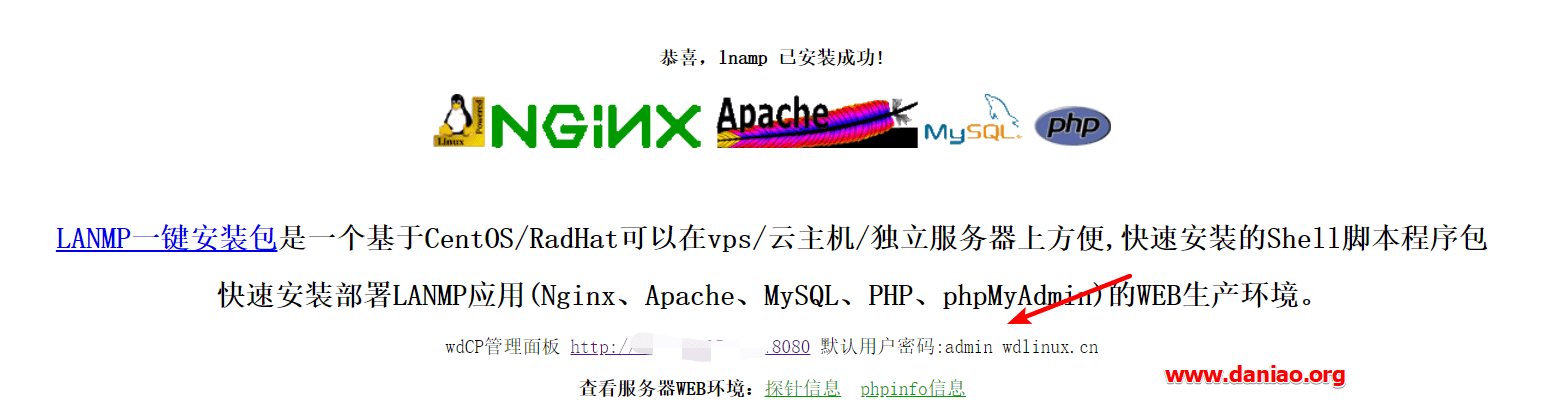 恭喜，lnamp 已安装成功!
Linux Powered NGiNX Apache MySQL php
LANMP一键安装包是一个基于CentOS/RadHat可以在vps/云主机/独立服务器上方便,快速安装的Shell脚本程序包
快速安装部署LANMP应用(Nginx、Apache、MySQL、PHP、phpMyAdmin)的WEB生产环境。
wdCP管理面板 http:/ .8080 默认用户密码:admin wdlinux.cn
www.daniao.org
查看服务器WEB环境：探针信息 phpinfo信息